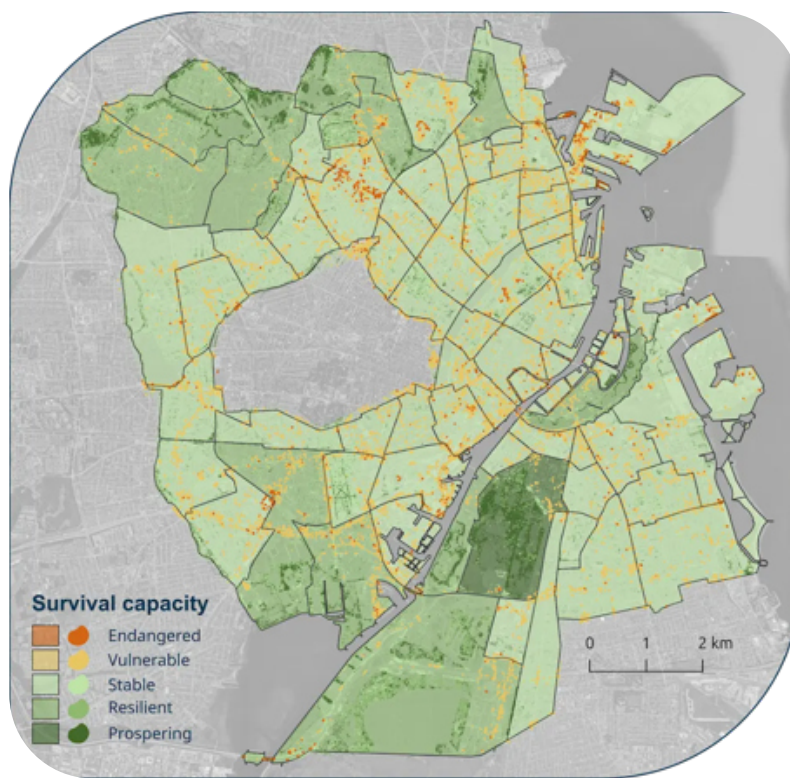 Survival capacity
Endangered
Vulnerable
Stable
Resilient
Prospering
0 1 2 km